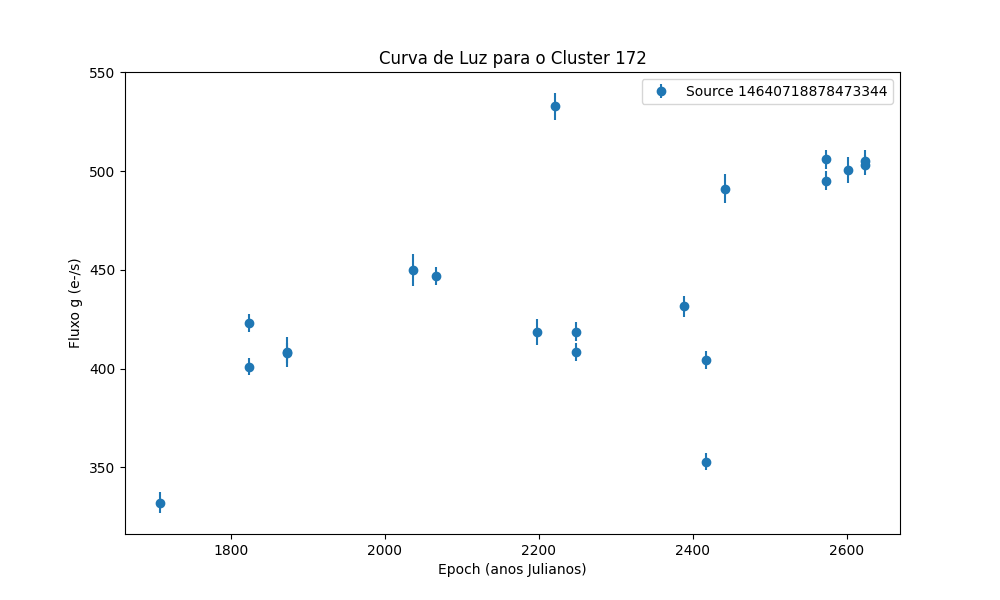 Curva de Luz para o Cluster 172
Source 14640718878473344
Fluxo g (e-/s)
550
500
450
400
350
1800
2000
2200
2400
2600
Epoch (anos Julianos)